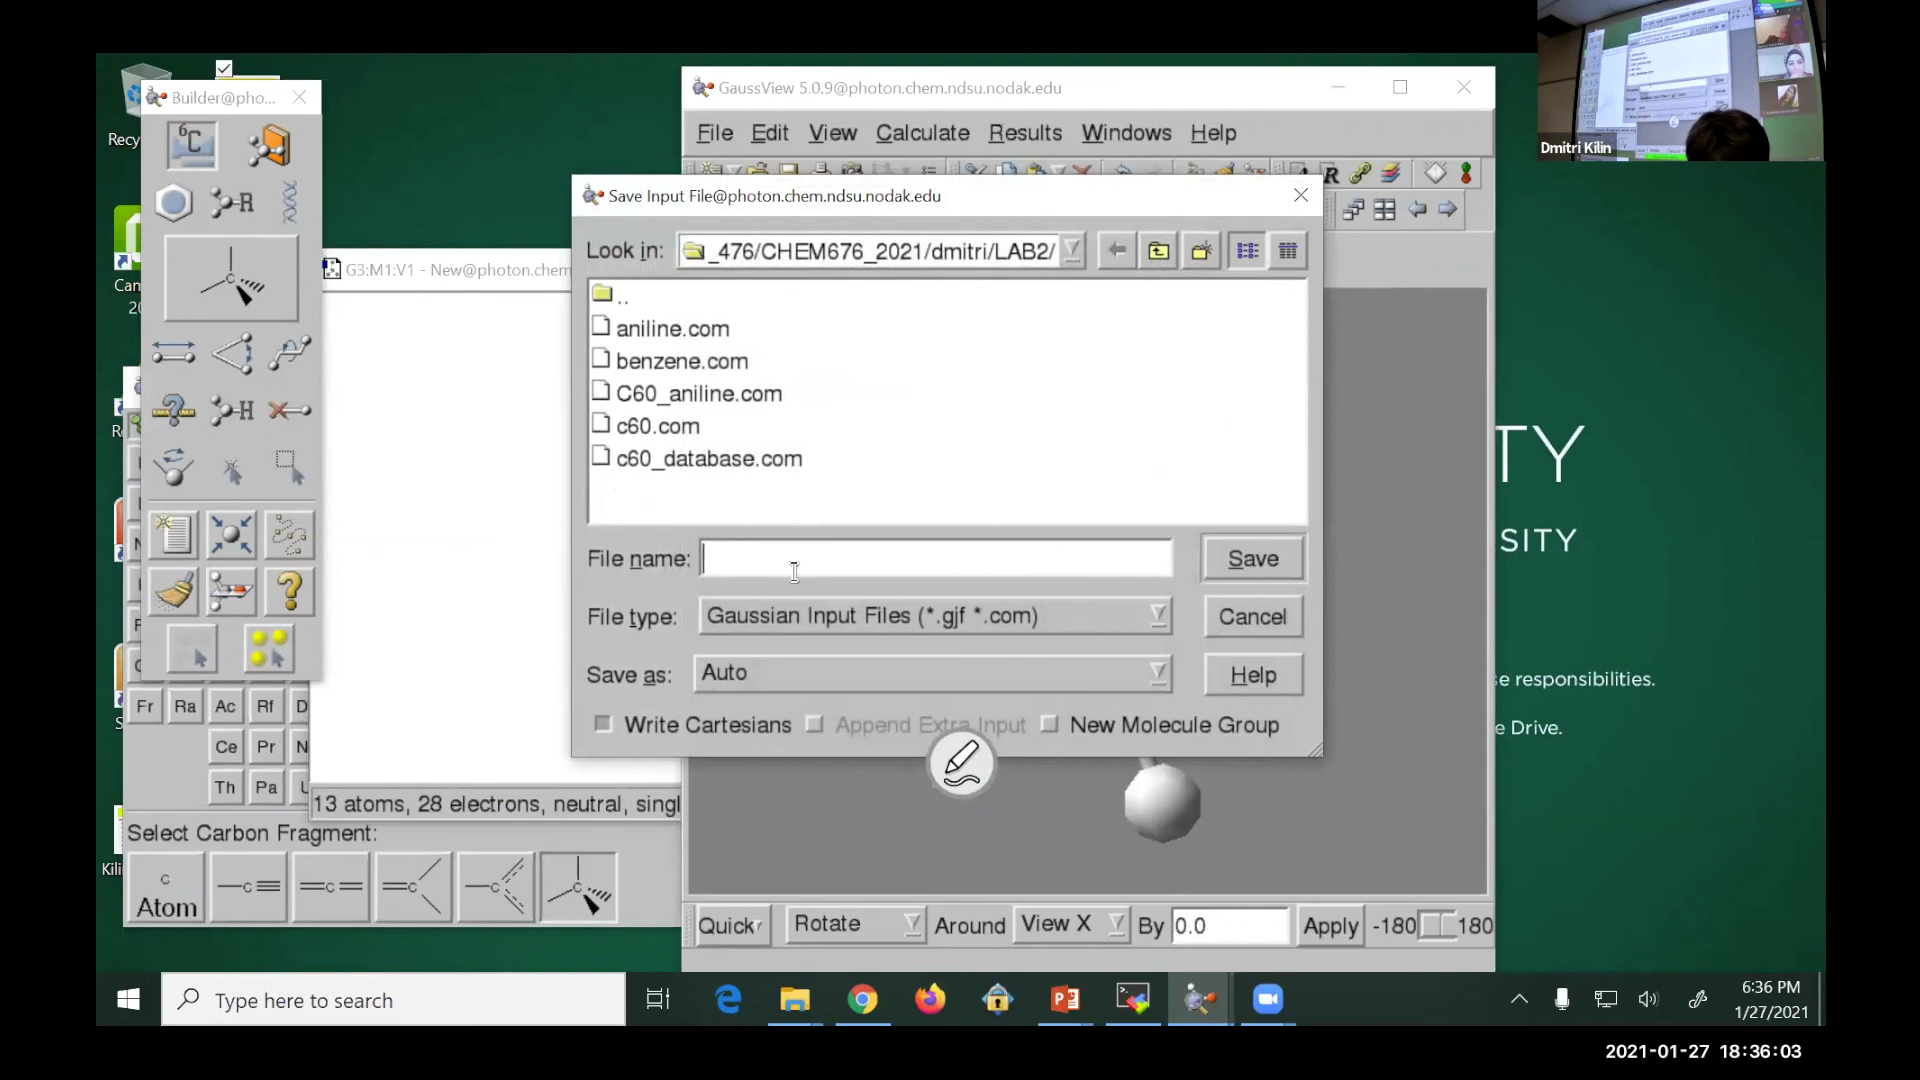 Recy
Builder@pho...
GaussView 5.0.9@photon.chem.ndsu.nodak.edu
File Edit View Calculate Results Windows Help
Dmitri Kilin
6C
R
R
Save Input File@photon.chem.ndsu.nodak.edu
Look in: _476/CHEM676_2021/dmitri/LAB2/
G3:M1:V1 - New@photon.chem
..
aniline.com
benzene.com
C60_aniline.com
c60.com
c60_database.com
Cam
20
C
H
File name:
Save
File type: Gaussian Input Files (*.gjf *.com)
Cancel
Save as: Auto
Help
Write Cartesians Append Extra Input New Molecule Group
TY
SITY
e responsibilities.
e Drive.
Fr Ra Ac Rf D
Ce Pr N
Th Pa U
13 atoms, 28 electrons, neutral, singl
Select Carbon Fragment:
Kilin
C Atom
C
C
C
C
C
Quick Rotate Around View X By 0.0 Apply -180 180
Type here to search
6:36 PM
1/27/2021
2021-01-27 18:36:03